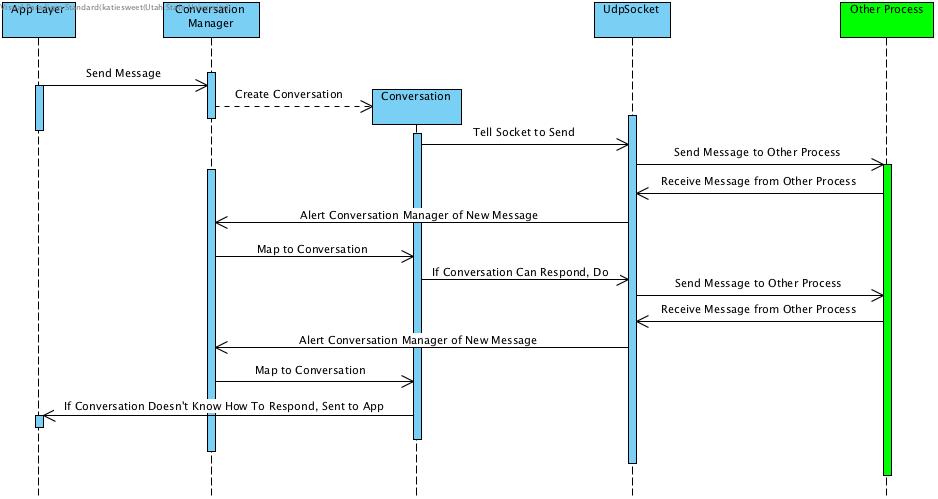 App Layer
Conversation
Manager
UdpSocket
Other Process
Send Message
Create Conversation
Conversation
Tell Socket to Send
Send Message to Other Process
Receive Message from Other Process
Alert Conversation Manager of New Message
Map to Conversation
If Conversation Can Respond, Do
Send Message to Other Process
Receive Message from Other Process
Alert Conversation Manager of New Message
Map to Conversation
If Conversation Doesn't Know How To Respond, Sent to App